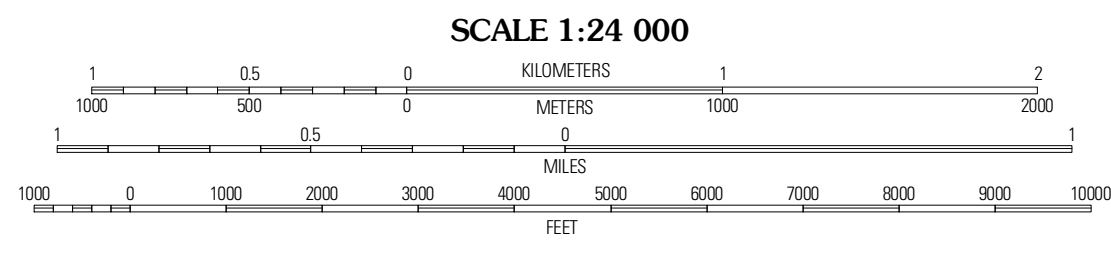 SCALE 1:24 000
1 0.5 0 KILOMETERS 1 2
1000 500 0 METERS 1000 2000
1 0.5 0 1
MILES
1000 0 1000 2000 3000 4000 5000 6000 7000 8000 9000 10000
FEET